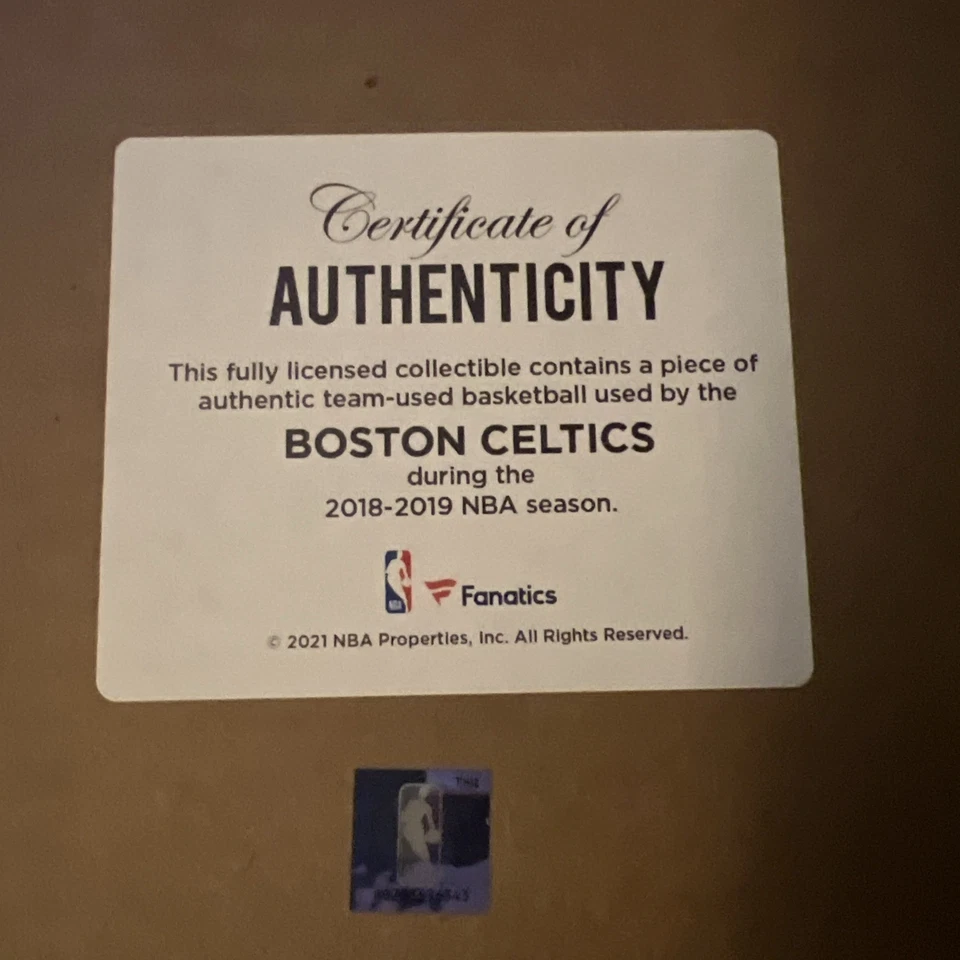 Certificate of
AUTHENTICITY
This fully licensed collectible contains a piece of
authentic team-used basketball used by the
BOSTON CELTICS
during the
2018-2019 NBA season.
NBA Fanatics
© 2021 NBA Properties, Inc. All Rights Reserved.